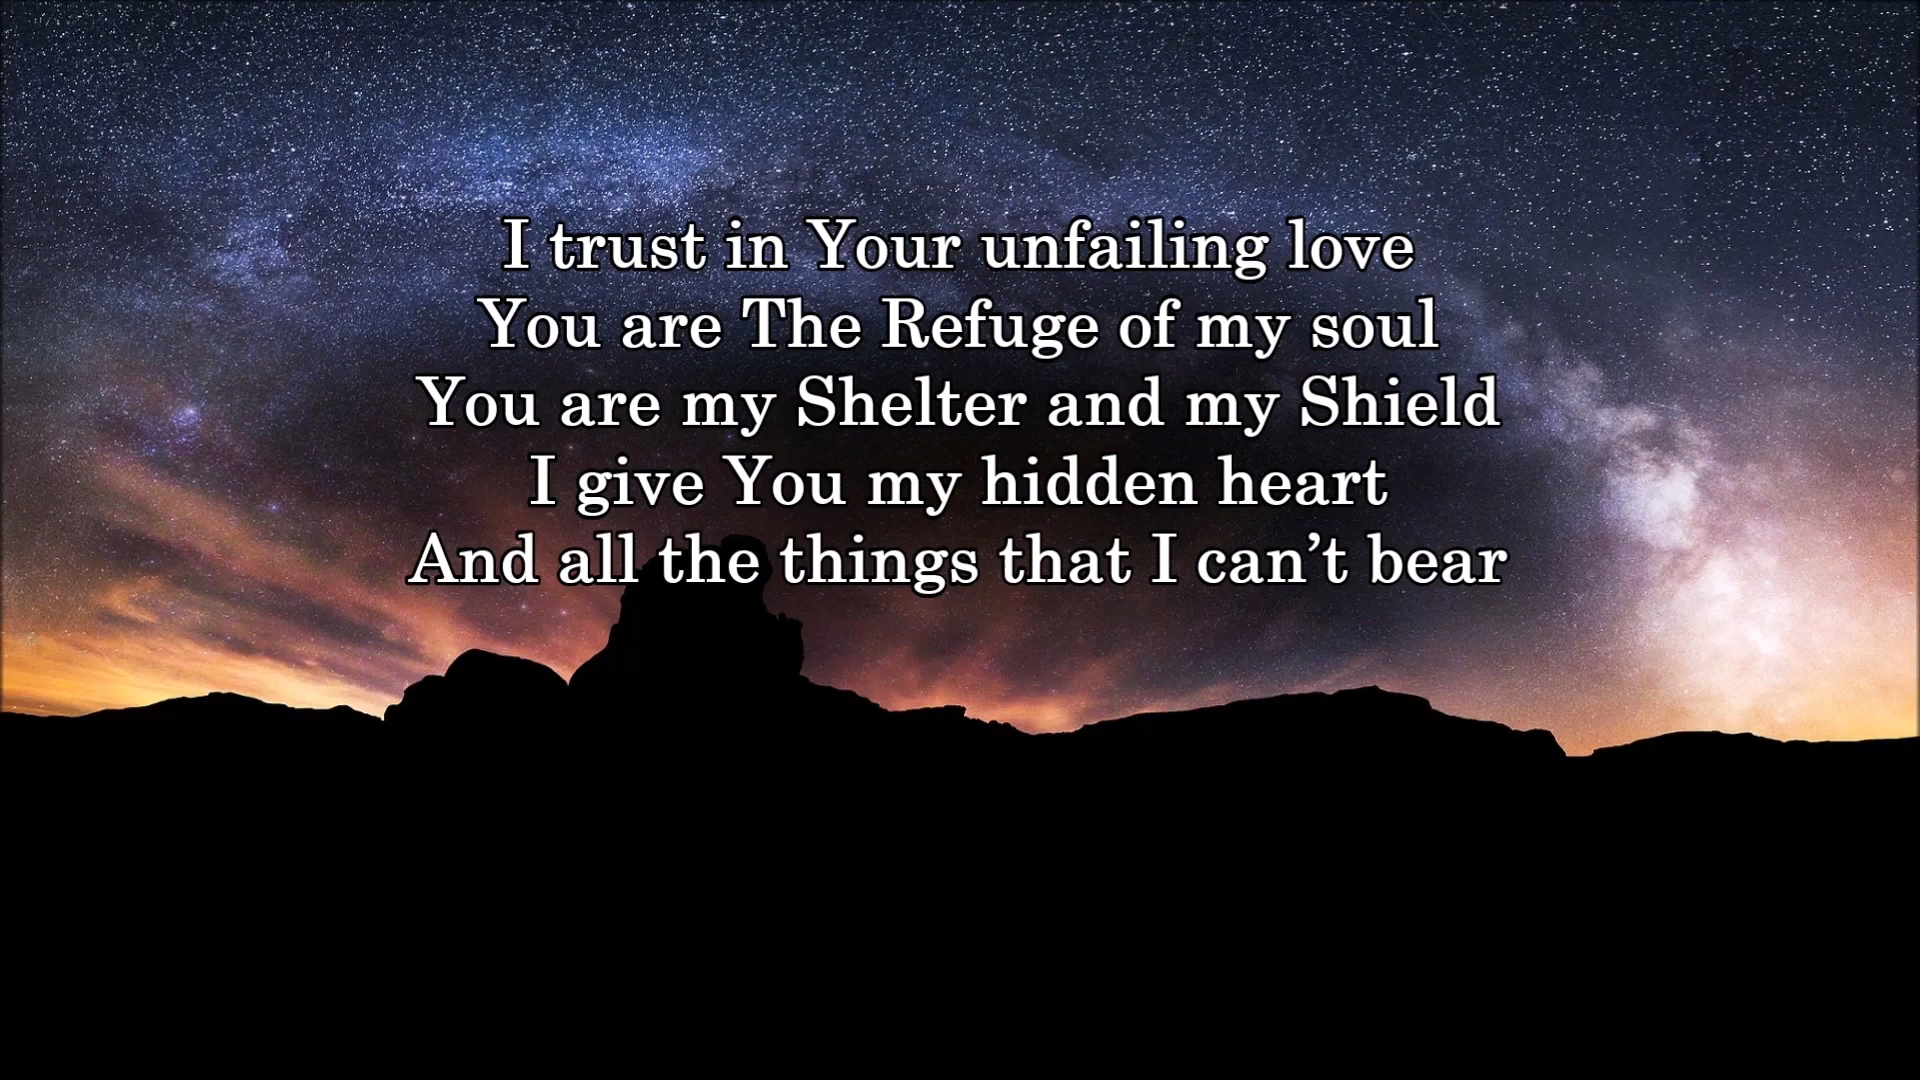 I trust in Your unfailing love
You are The Refuge of my soul
You are my Shelter and my Shield
I give You my hidden heart
And all the things that I can’t bear